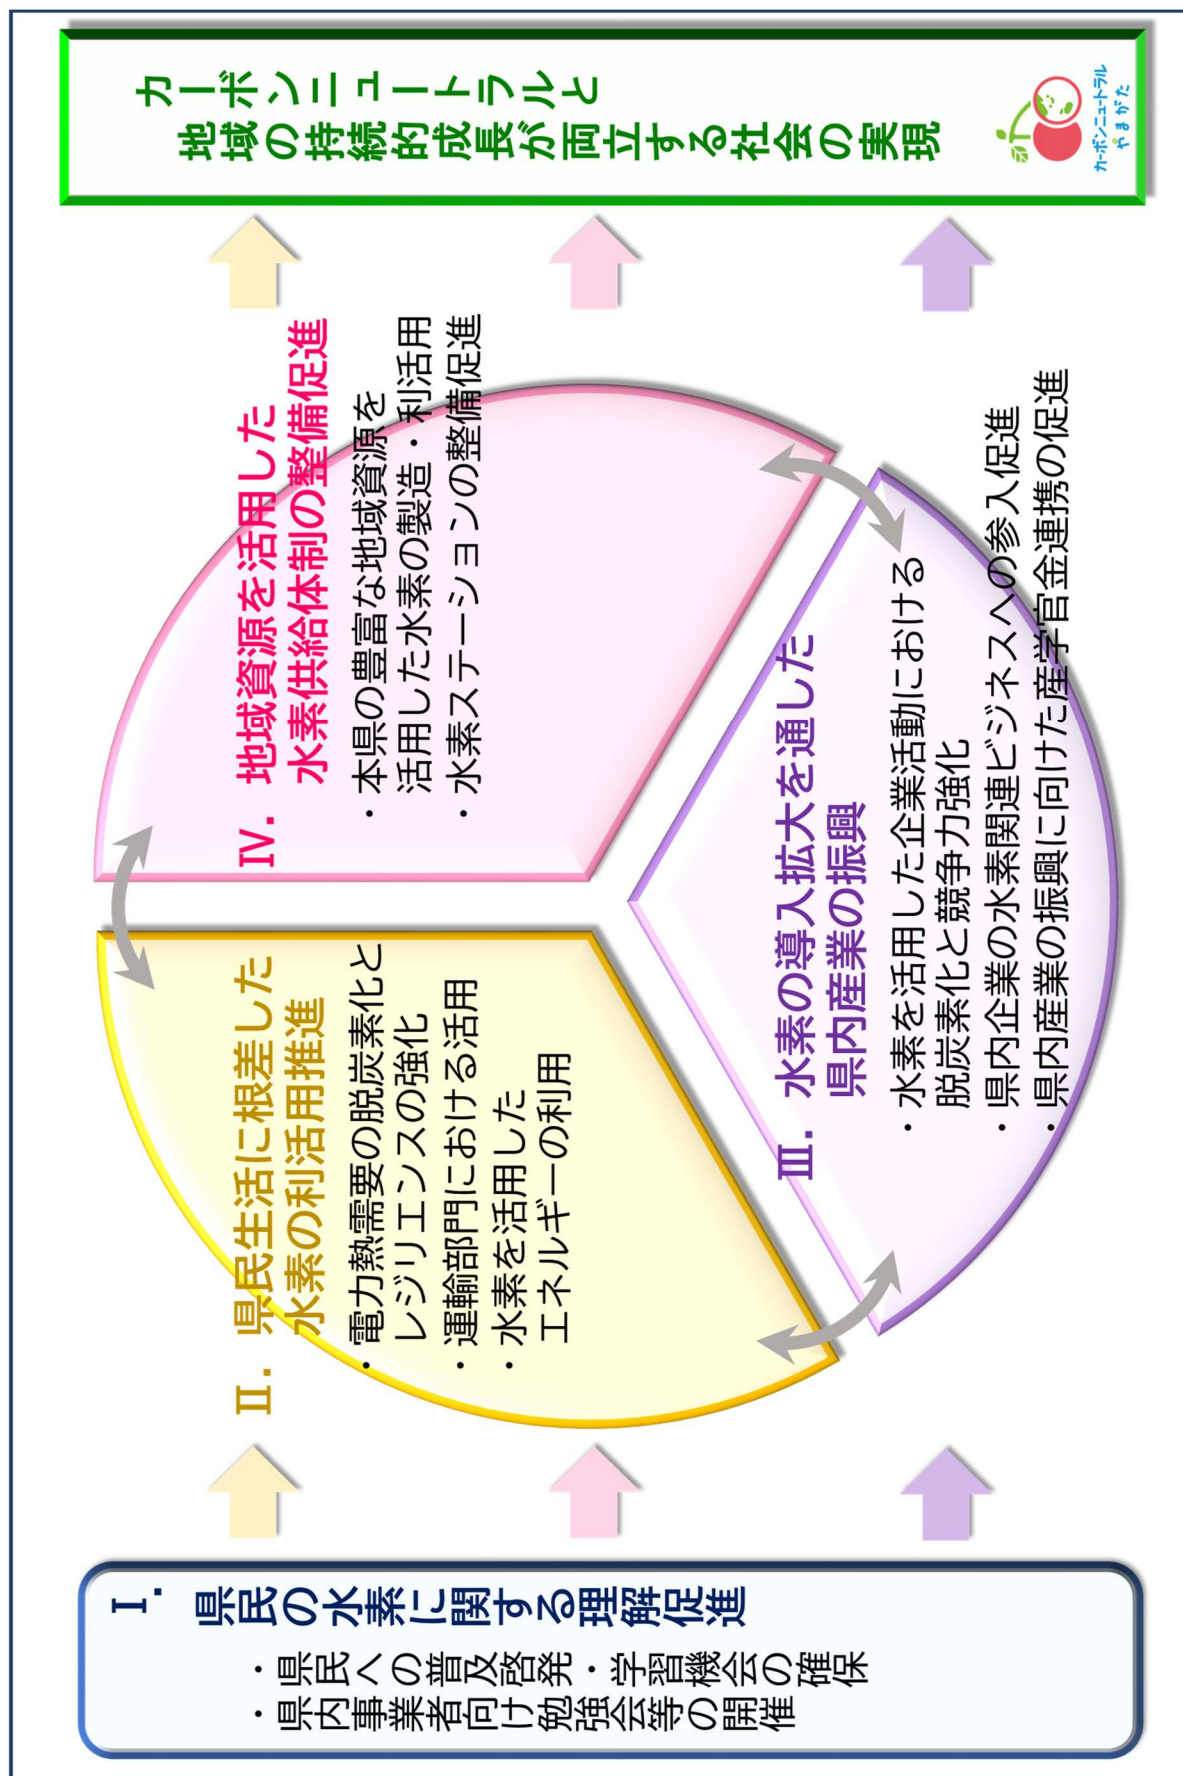 カーボンニュートラルと
地域の持続的成長が両立する社会の実現
カーボンニュートラル
やまがた
Ⅳ. 地域資源を活用した
水素供給体制の整備促進
・本県の豊富な地域資源を
活用した水素の製造・利活用
・水素ステーションの整備促進
Ⅱ. 県民生活に根差した
水素の利活用推進
・電力熱需要の脱炭素化と
レジリエンスの強化
・運輸部門における活用
・水素を活用した
エネルギーの利用
Ⅲ. 水素の導入拡大を通した
県内産業の振興
・水素を活用した企業活動における
脱炭素化と競争力強化
・県内企業の水素関連ビジネスへの参入促進
・県内産業の振興に向けた産学官金連携の促進
Ⅰ. 県民の水素に関する理解促進
・県民への普及啓発・学習機会の確保
・県内事業者向け勉強会等の開催